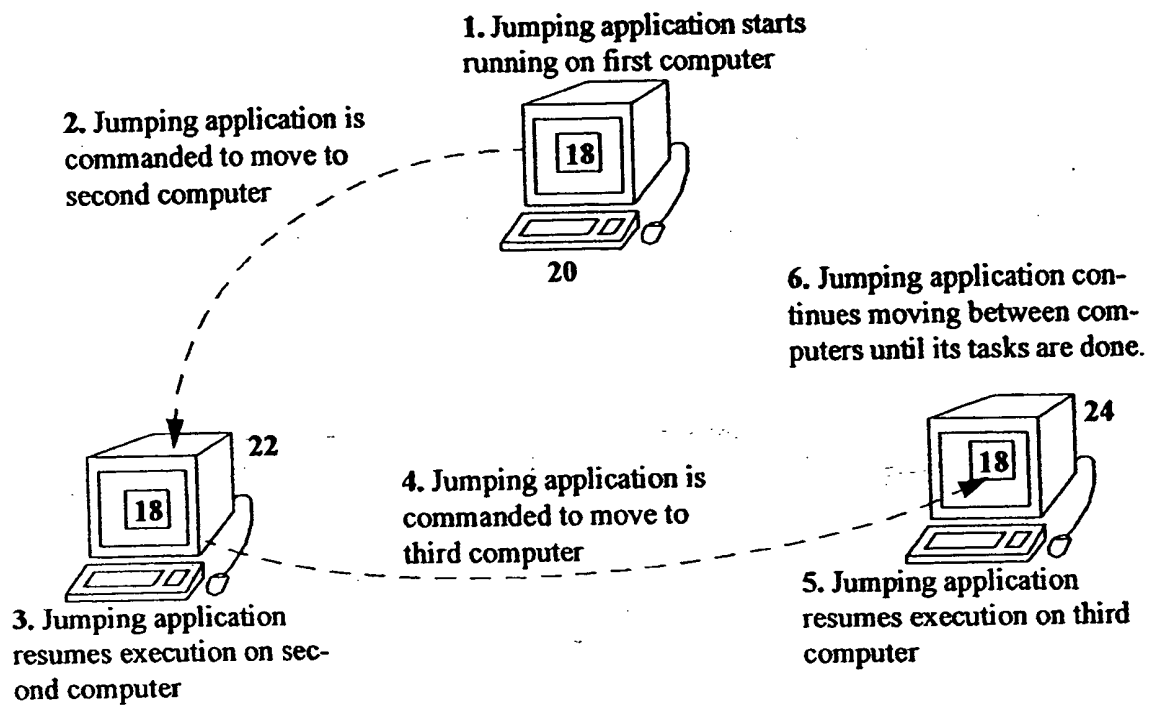 1. Jumping application starts
running on first computer
2. Jumping application is
commanded to move to
second computer
18
20
6. Jumping application con-
tinues moving between com-
puters until its tasks are done.
22
18
24
18
4. Jumping application is
commanded to move to
third computer
3. Jumping application
resumes execution on sec-
ond computer
5. Jumping application
resumes execution on third
computer